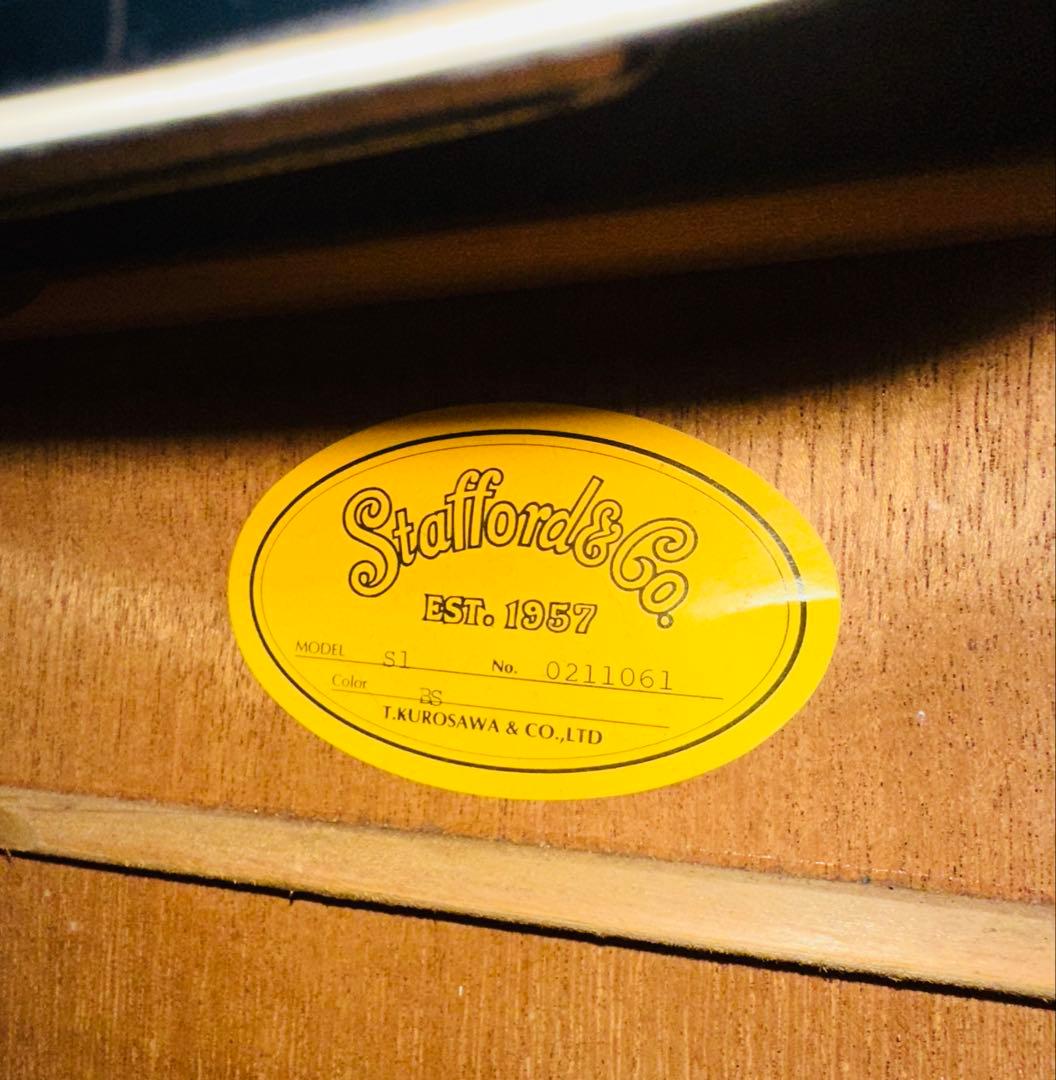 Stafford & Co.
EST. 1957
MODEL S1 No. 0211061
Color BS
T.KUROSAWA & CO.,LTD